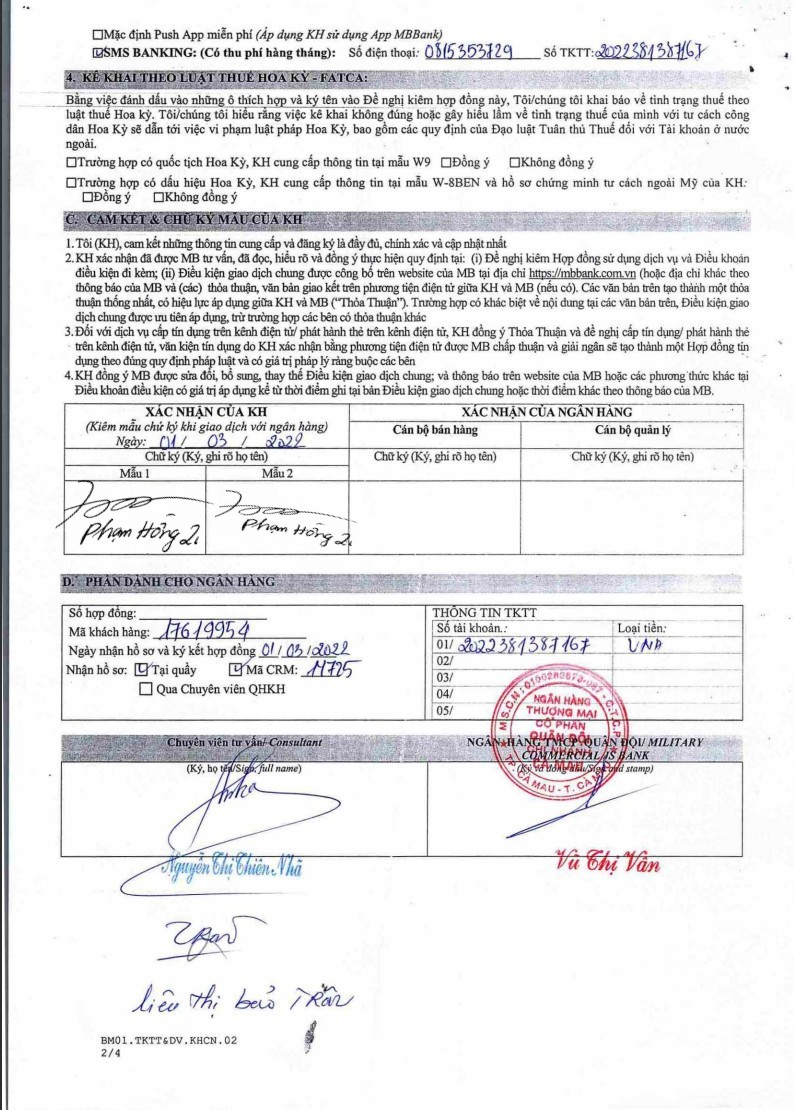 ☐Mặc định Push App miễn phí (Áp dụng KH sử dụng App MBBank)
☑SMS BANKING: (Có thu phí hàng tháng): Số điện thoại: 0815353729 Số TKTT: 2022381387167
4. KÊ KHAI THEO LUẬT THUẾ HOA KỲ - FATCA:
Bằng việc đánh dấu vào những ô thích hợp và ký tên vào Đề nghị kiêm hợp đồng này, Tôi/chúng tôi khai báo về tình trạng thuế theo
luật thuế Hoa kỳ. Tôi/chúng tôi hiểu rằng việc kê khai không đúng hoặc gây hiểu lầm về tình trạng thuế của mình với tư cách công
dân Hoa Kỳ sẽ dẫn tới việc vi phạm luật pháp Hoa Kỳ, bao gồm các quy định của Đạo luật Tuân thủ Thuế đối với Tài khoản ở nước
ngoài.
☐Trường hợp có quốc tịch Hoa Kỳ, KH cung cấp thông tin tại mẫu W9 ☐Đồng ý ☐Không đồng ý
☐Trường hợp có dấu hiệu Hoa Kỳ, KH cung cấp thông tin tại mẫu W-8BEN và hồ sơ chứng minh tư cách ngoài Mỹ của KH:
☐Đồng ý ☐Không đồng ý
C. CAM KẾT & CHỮ KÝ MẪU CỦA KH
1. Tôi (KH), cam kết những thông tin cung cấp và đăng ký là đầy đủ, chính xác và cập nhật nhất
2. KH xác nhận đã được MB tư vấn, đã đọc, hiểu rõ và đồng ý thực hiện quy định tại: (i) Đề nghị kiêm Hợp đồng sử dụng dịch vụ và Điều khoản
điều kiện đi kèm; (ii) Điều kiện giao dịch chung được công bố trên website của MB tại địa chỉ https://mbbank.com.vn (hoặc địa chỉ khác theo
thông báo của MB và (các) thỏa thuận, văn bản giao kết trên phương tiện điện tử giữa KH và MB (nếu có). Các văn bản trên tạo thành một thỏa
thuận thống nhất, có hiệu lực áp dụng giữa KH và MB ("Thỏa Thuận"). Trường hợp có khác biệt về nội dung tại các văn bản trên, Điều kiện giao
dịch chung được ưu tiên áp dụng, trừ trường hợp các bên có thỏa thuận khác
3. Đối với dịch vụ cấp tín dụng trên kênh điện tử/ phát hành thẻ trên kênh điện tử, KH đồng ý Thỏa Thuận và đề nghị cấp tín dụng/ phát hành thẻ
trên kênh điện tử, văn kiện tín dụng do KH xác nhận bằng phương tiện điện tử được MB chấp thuận và giải ngân sẽ tạo thành một Hợp đồng tín
dụng theo đúng quy định pháp luật và có giá trị pháp lý ràng buộc các bên
4. KH đồng ý MB được sửa đổi, bổ sung, thay thế Điều kiện giao dịch chung; và thông báo trên website của MB hoặc các phương thức khác tại
Điều khoản điều kiện có giá trị áp dụng kể từ thời điểm ghi tại bản Điều kiện giao dịch chung hoặc thời điểm khác theo thông báo của MB.
XÁC NHẬN CỦA KH XÁC NHẬN CỦA NGÂN HÀNG
(Kiêm mẫu chữ ký khi giao dịch với ngân hàng) Cán bộ bán hàng Cán bộ quản lý
Ngày: 01 / 03 / 2022
Chữ ký (Ký, ghi rõ họ tên) Chữ ký (Ký, ghi rõ họ tên) Chữ ký (Ký, ghi rõ họ tên)
Mẫu 1 Mẫu 2
Phạm Hồng Phạm Hồng
D. PHẦN DÀNH CHO NGÂN HÀNG
Số hợp đồng:
Mã khách hàng: 17619954
Ngày nhận hồ sơ và ký kết hợp đồng 01/03/2022
Nhận hồ sơ: ☑Tại quầy ☑Mã CRM: 11725
☐ Qua Chuyên viên QHKH
THÔNG TIN TKTT
Số tài khoản.: Loại tiền:
01/ 2022381387167 VND
02/
03/
04/
05/
NGÂN HÀNG
THƯƠNG MẠI
CỔ PHẦN
QUÂN ĐỘI
CHI NHÁNH
CÀ MAU
TP. CÀ MAU - T. CÀ MAU
Chuyên viên tư vấn/ Consultant NGÂN HÀNG TMCP QUÂN ĐỘI/ MILITARY
COMMERCIAL JS BANK
(Ký, họ tên/Sign, full name) (Ký và đóng dấu/Sign and stamp)
Nguyễn Thị Thiên Nhã Vũ Thị Vân
Liêu Thị bảo Trân
BM01.TKTT&DV.KHCN.02
2/4